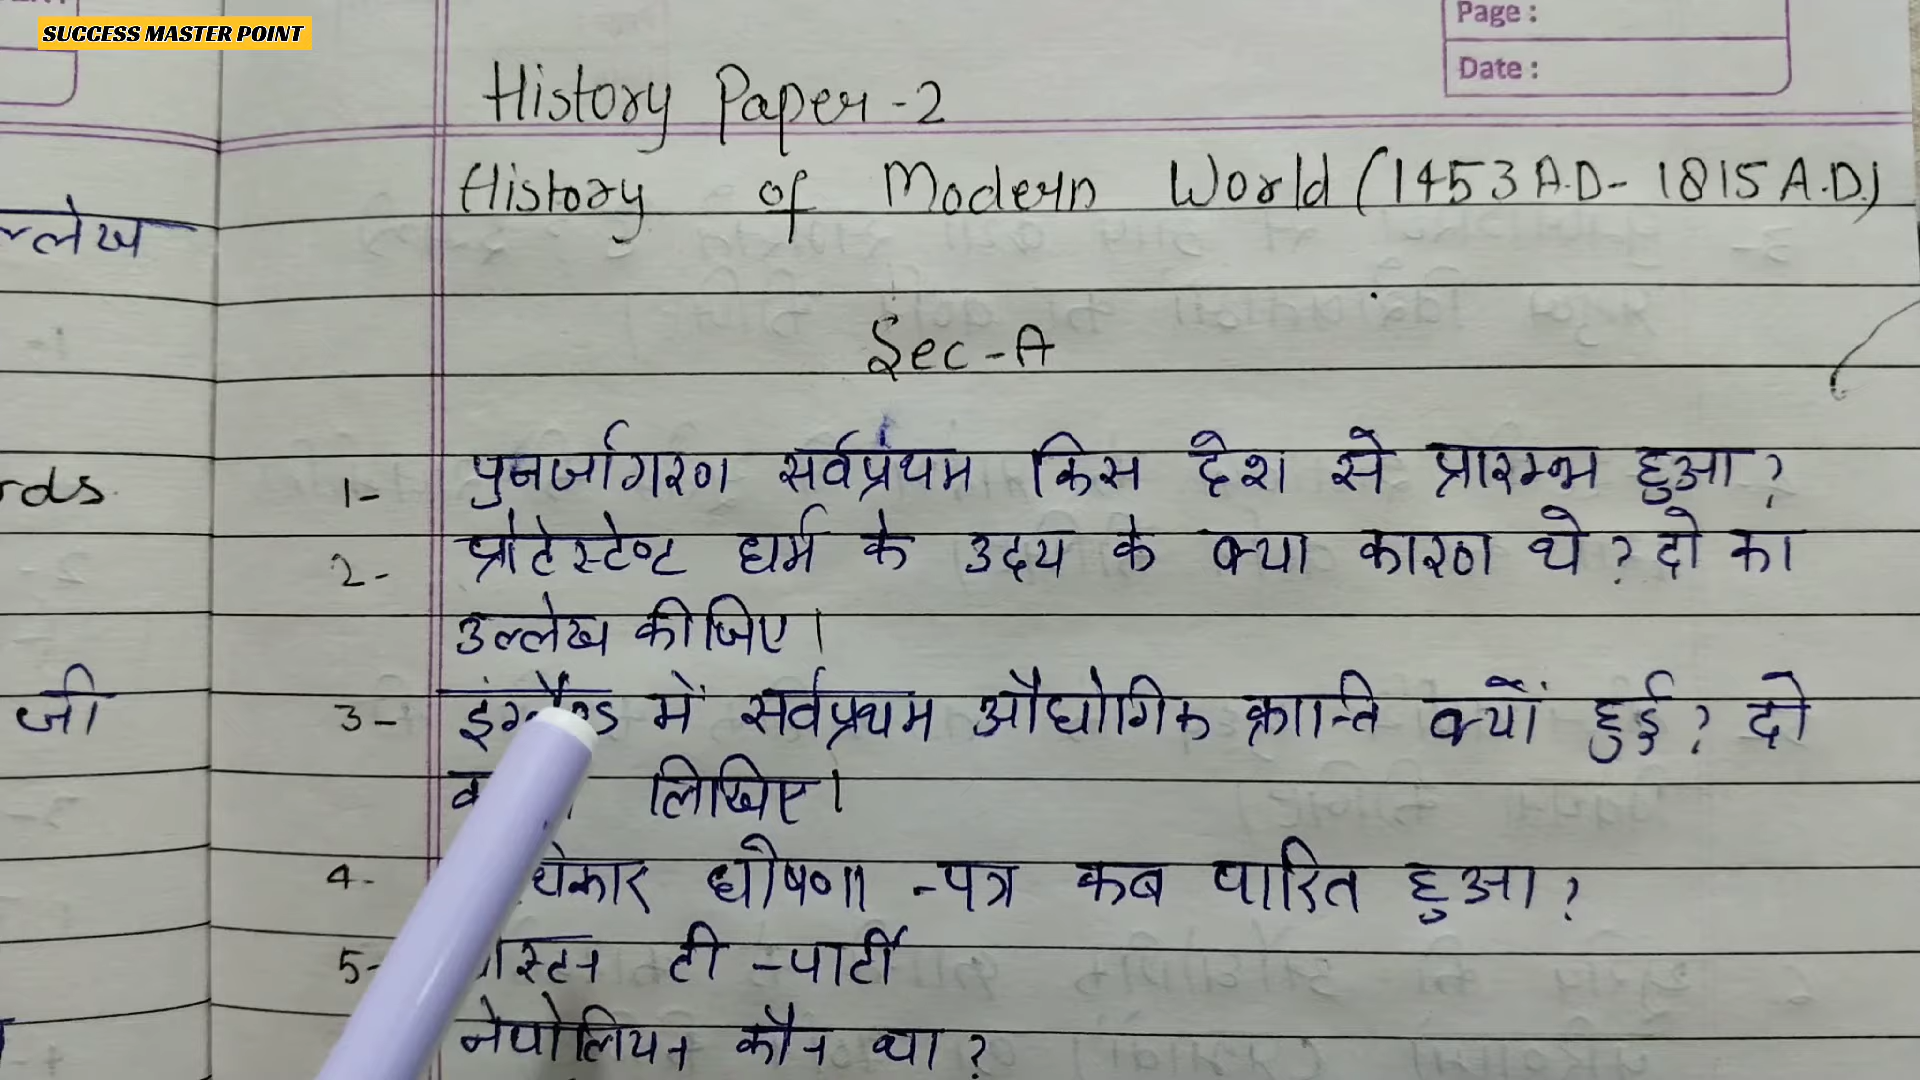 SUCCESS MASTER POINT
Page :
Date :
History Paper - 2
History of Modern World (1453 A.D - 1815 A.D.)
ल्लेख
Sec - A
rds
1- पुनर्जागरण सर्वप्रथम किस देश से प्रारम्भ हुआ ?
2- प्रोटेस्टेण्ट धर्म के उदय के क्या कारण थे ? दो का
उल्लेख कीजिए ।
जी
3- में सर्वप्रथम औद्योगिक क्रान्ति क्यों हुई ? दो
लिखिए ।
4- घोषणा - पत्र कब पारित हुआ ?
5- टी - पार्टी
नेपोलियन कौन था ?